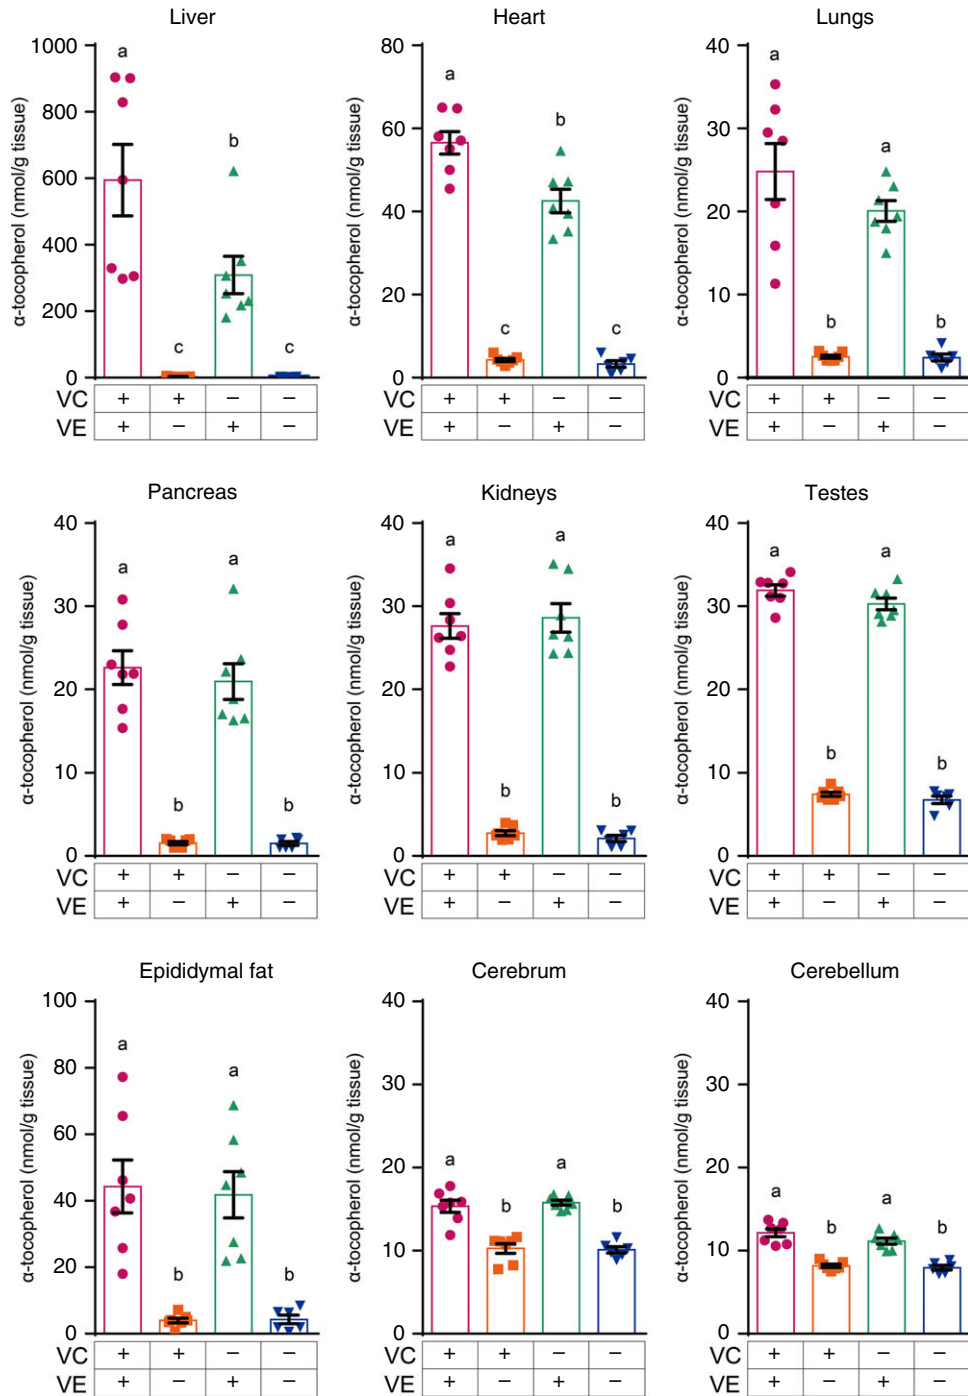 Liver
α-tocopherol (nmol/g tissue)
1000
800
600
400
200
0
a
c
b
c
VC + + − −
VE + − + −
Heart
α-tocopherol (nmol/g tissue)
80
60
40
20
0
a
c
b
c
+ + − −
+ − + −
Lungs
α-tocopherol (nmol/g tissue)
40
30
20
10
0
a
b
a
b
VC + + − −
VE + − + −
Pancreas
α-tocopherol (nmol/g tissue)
40
30
20
10
0
a
b
a
b
VC + + − −
VE + − + −
Kidneys
α-tocopherol (nmol/g tissue)
40
30
20
10
0
a
b
a
b
VC + + − −
VE + − + −
Testes
α-tocopherol (nmol/g tissue)
40
30
20
10
0
a
b
a
b
VC + + − −
VE + − + −
Epididymal fat
α-tocopherol (nmol/g tissue)
100
80
60
40
20
0
a
b
a
b
VC + + − −
VE + − + −
Cerebrum
α-tocopherol (nmol/g tissue)
40
30
20
10
0
a
b
a
b
VC + + − −
VE + − + −
Cerebellum
α-tocopherol (nmol/g tissue)
40
30
20
10
0
a
b
a
b
VC + + − −
VE + − + −